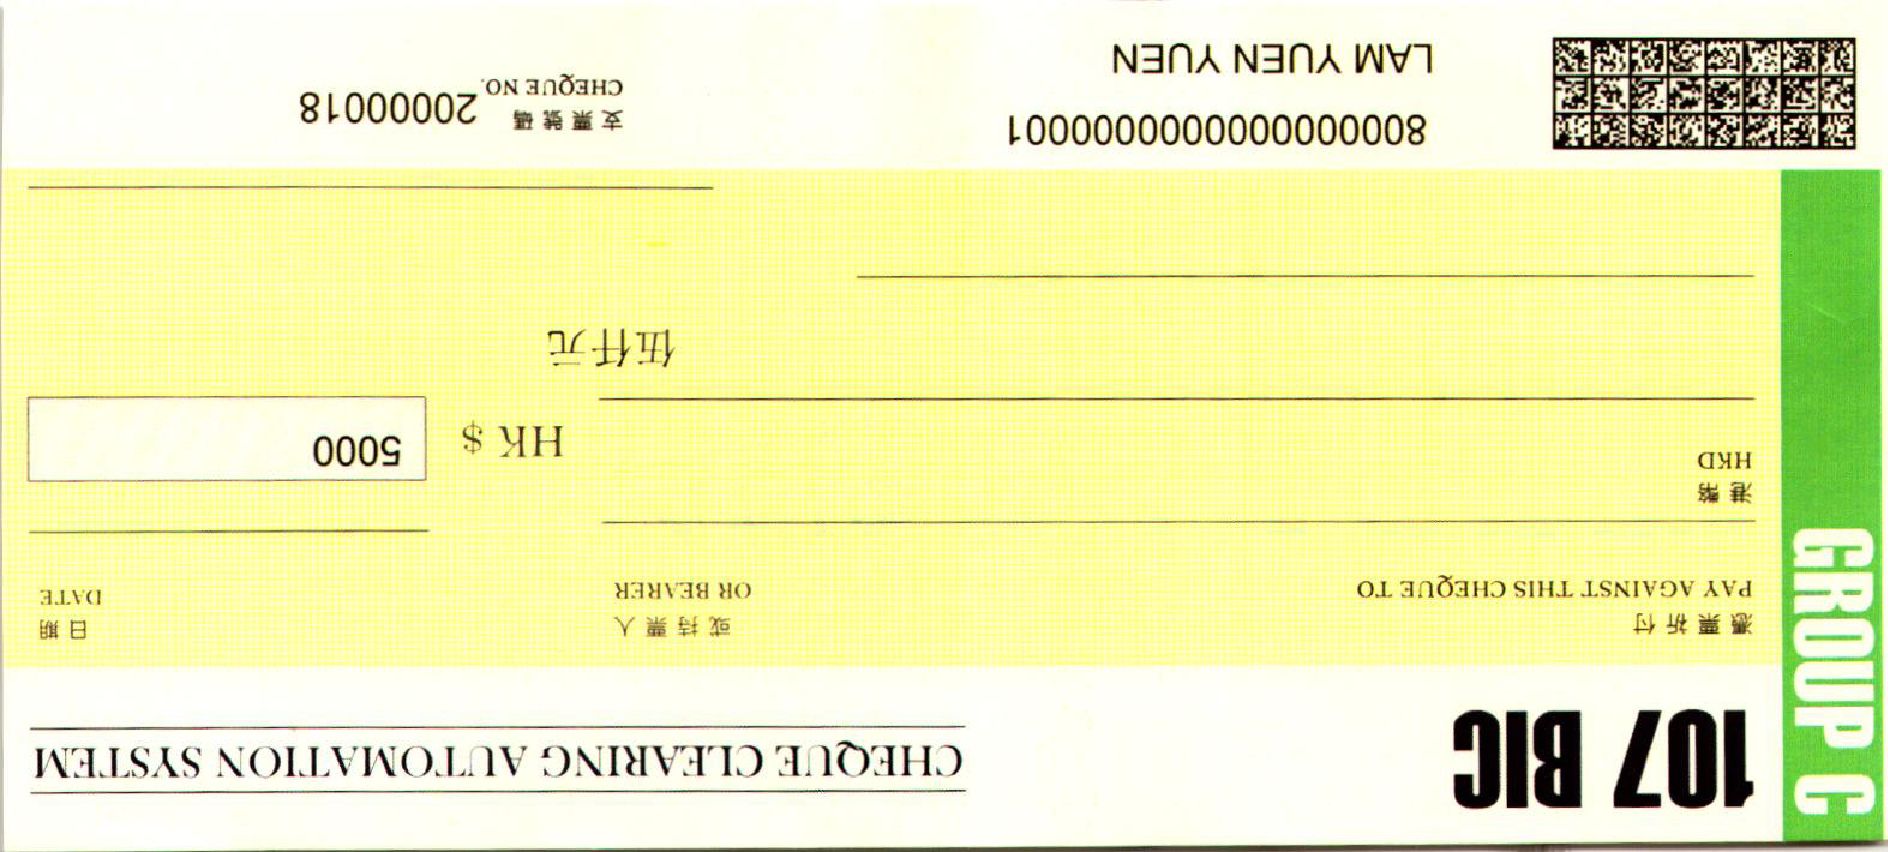 107 BIC
CHEQUE CLEARING AUTOMATION SYSTEM
GROUP C
憑票祈付
PAY AGAINST THIS CHEQUE TO
或持票人
OR BEARER
日期
DATE
港幣
HKD
HK $ 5000
伍仟元
8000000000000000001
LAM YUEN YUEN
支票號碼
CHEQUE NO. 20000018